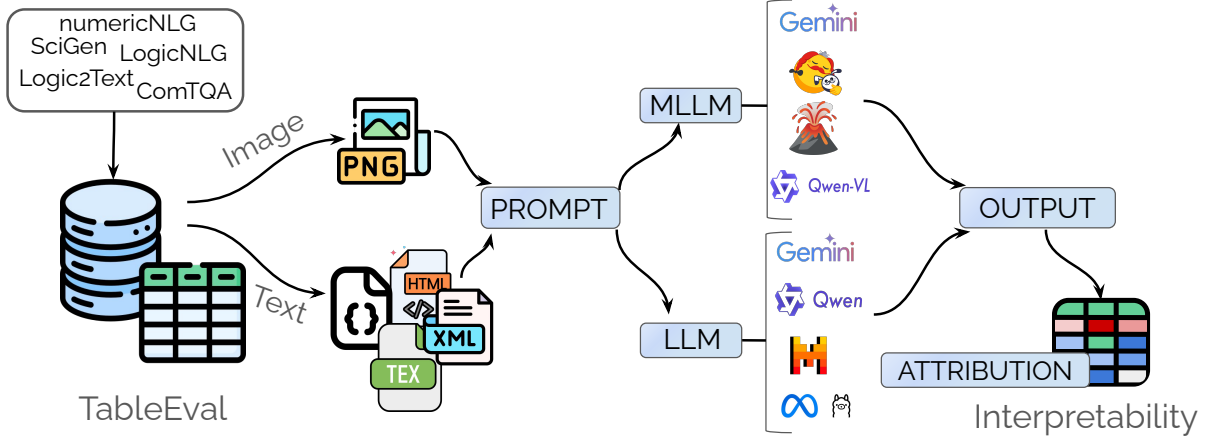 numericNLG
SciGen
LogicNLG
Logic2Text
ComTQA
Image
PNG
Text
HTML
</>
{}
XML
TEX
TableEval
PROMPT
MLLM
LLM
Gemini
Qwen-VL
Gemini
Qwen
OUTPUT
ATTRIBUTION
Interpretability